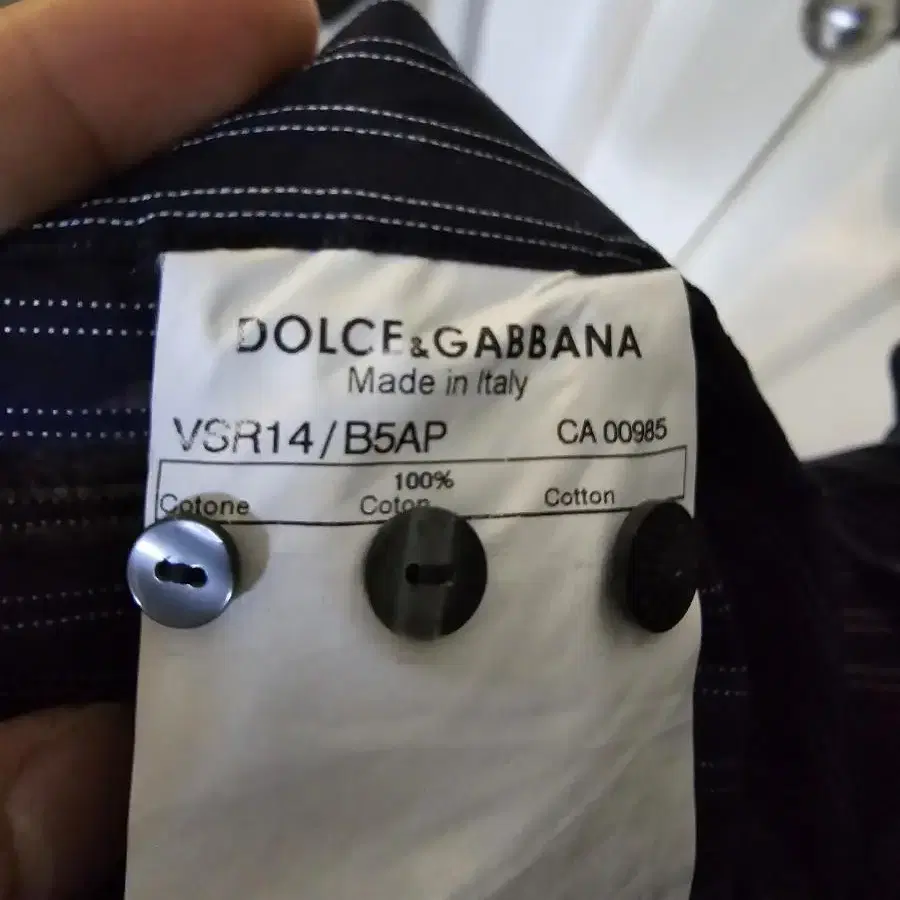 DOLCE&GABBANA
Made in Italy
VSR14/B5AP CA 00985
100%
Cotone Coton Cotton